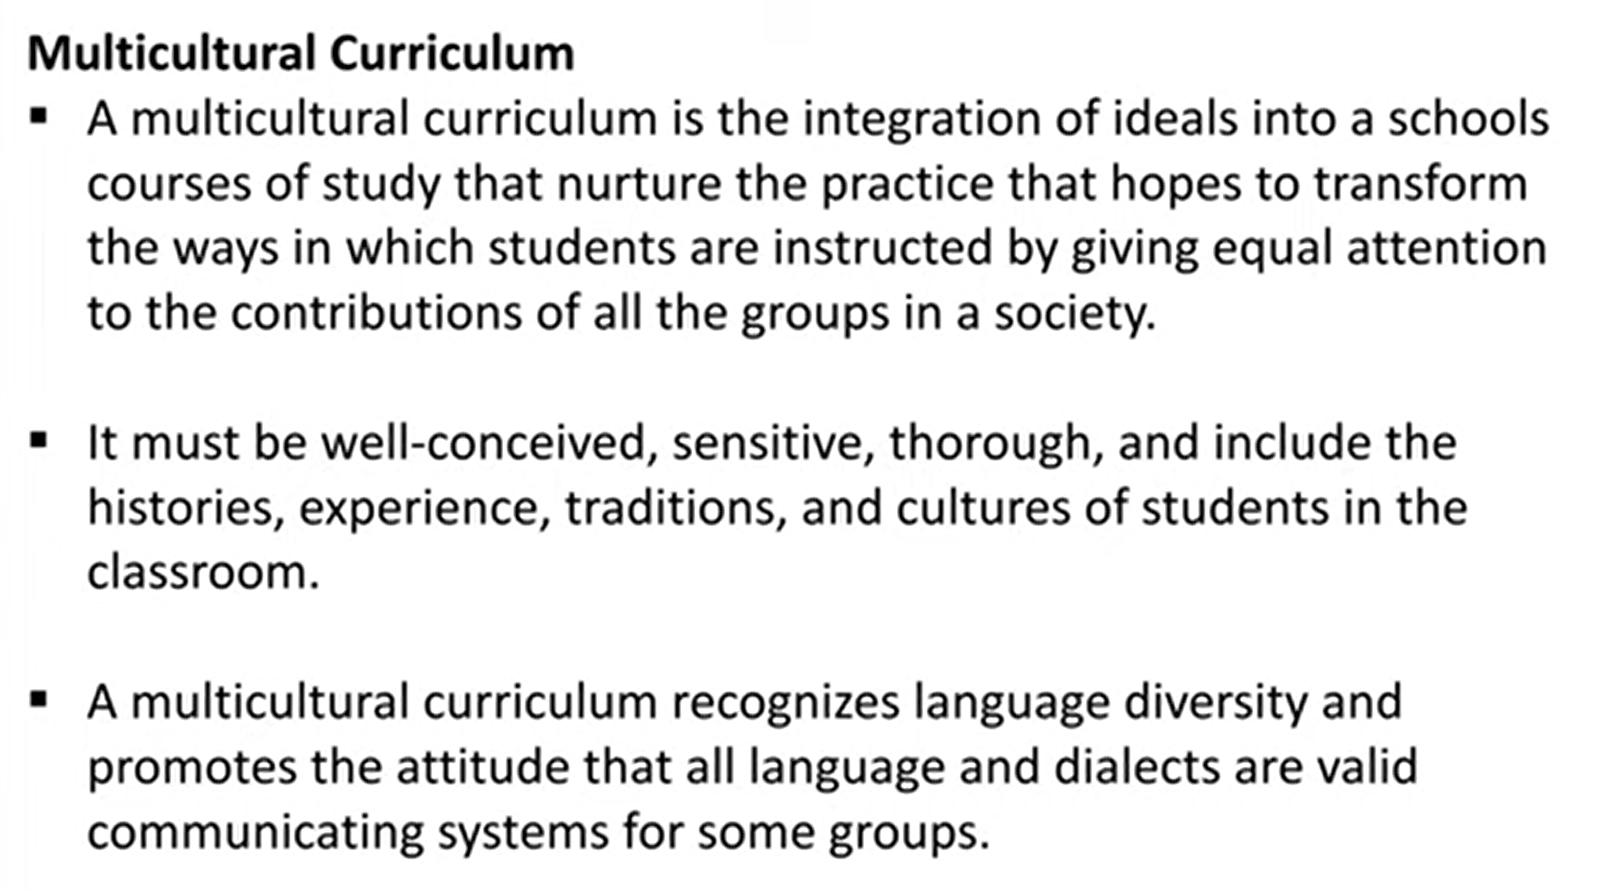 Multicultural Curriculum
▪ A multicultural curriculum is the integration of ideals into a schools
courses of study that nurture the practice that hopes to transform
the ways in which students are instructed by giving equal attention
to the contributions of all the groups in a society.
▪ It must be well-conceived, sensitive, thorough, and include the
histories, experience, traditions, and cultures of students in the
classroom.
▪ A multicultural curriculum recognizes language diversity and
promotes the attitude that all language and dialects are valid
communicating systems for some groups.